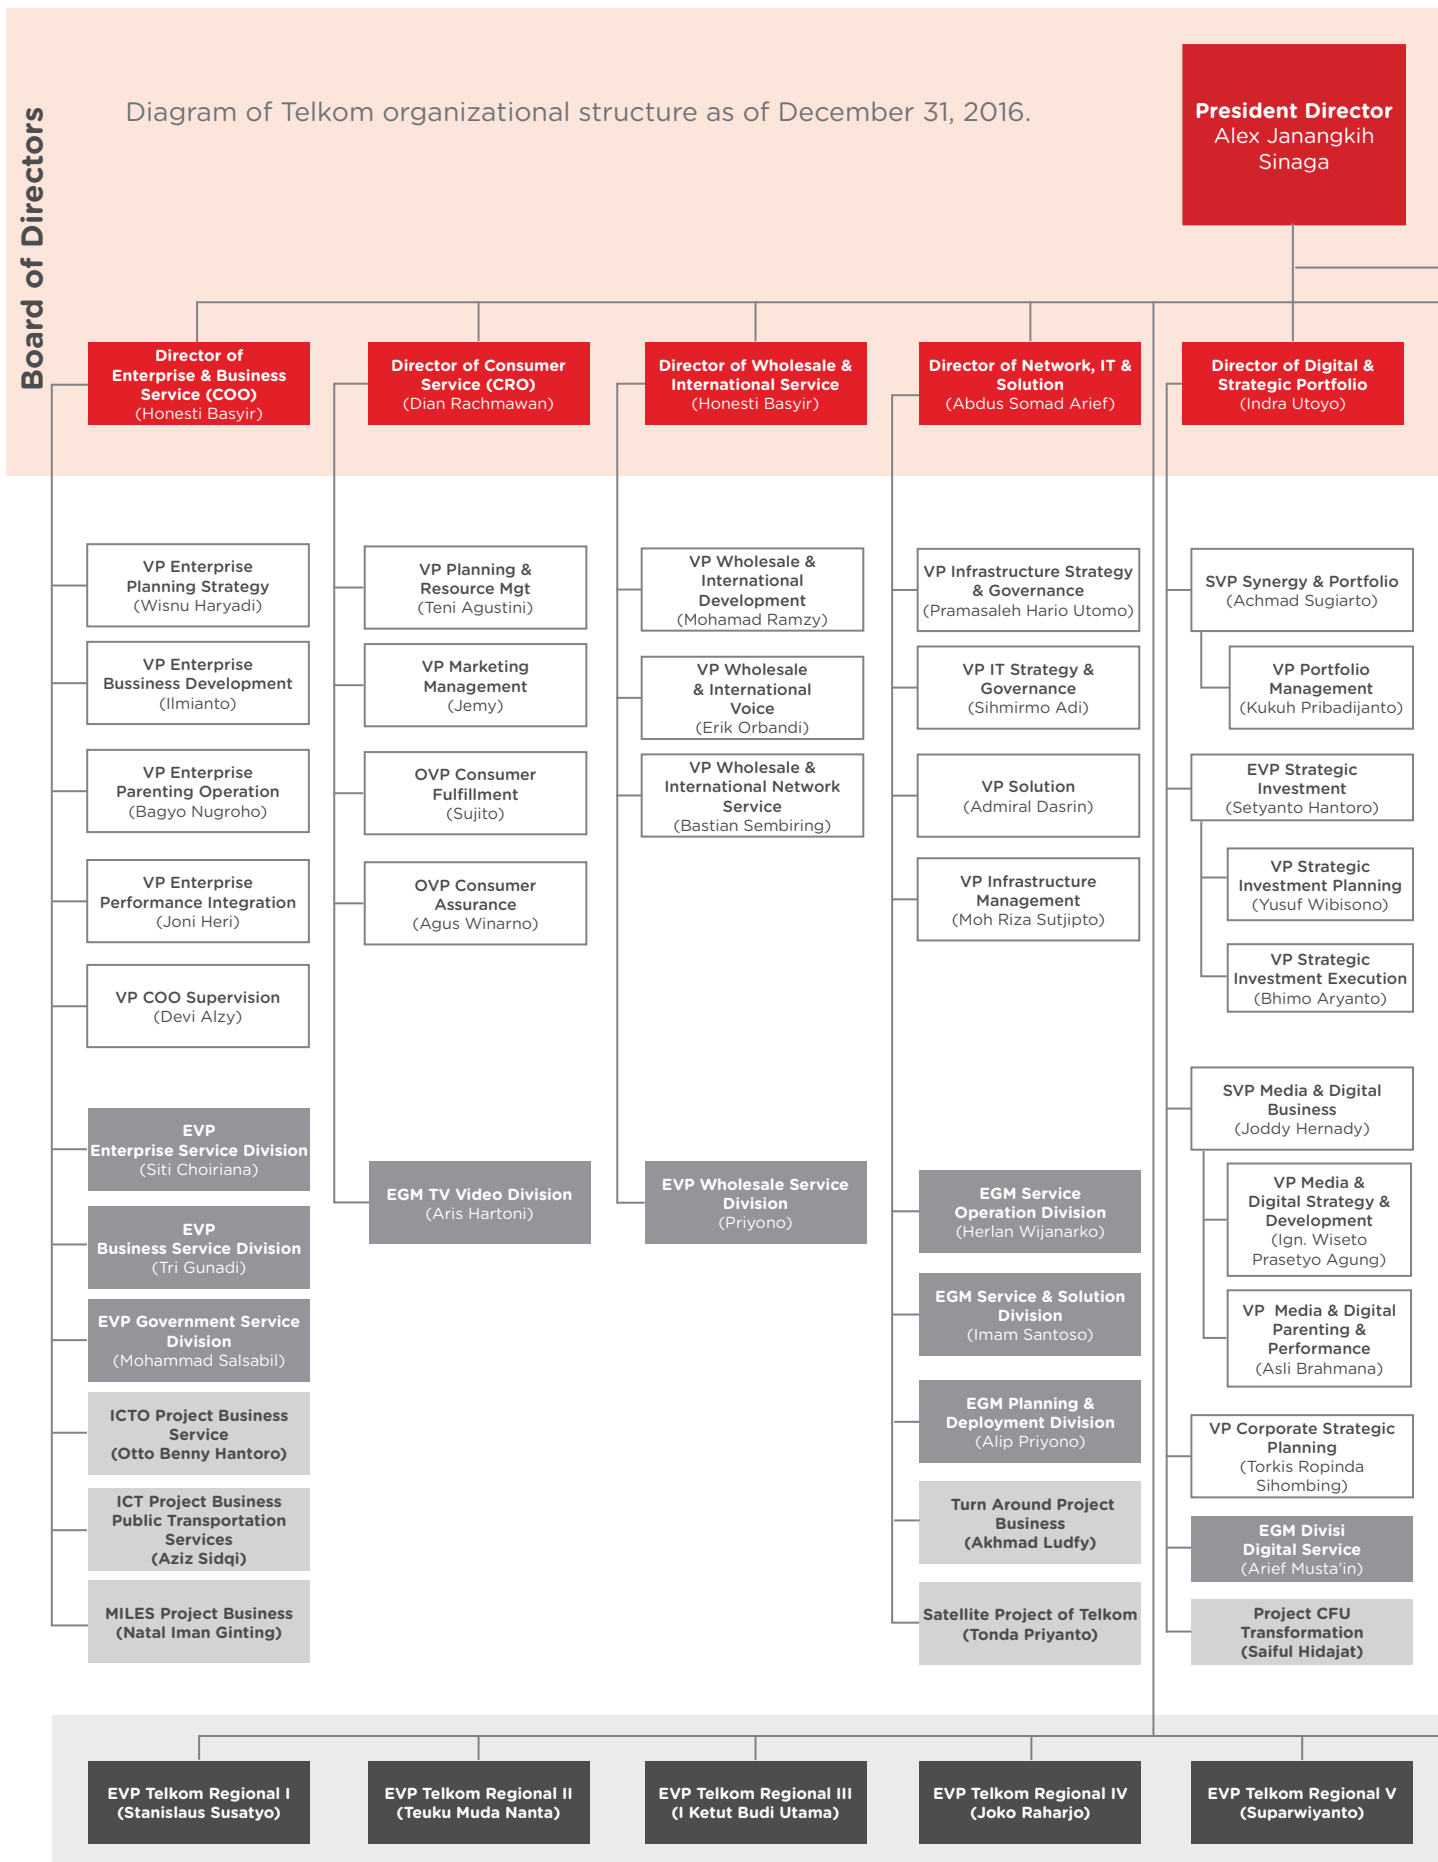 Board of Directors
Diagram of Telkom organizational structure as of December 31, 2016.
President Director
Alex Janangkih
Sinaga
Director of
Enterprise & Business
Service (COO)
(Honesti Basyir)
Director of Consumer
Service (CRO)
(Dian Rachmawan)
Director of Wholesale &
International Service
(Honesti Basyir)
Director of Network, IT &
Solution
(Abdus Somad Arief)
Director of Digital &
Strategic Portfolio
(Indra Utoyo)
VP Enterprise
Planning Strategy
(Wisnu Haryadi)
VP Enterprise
Bussiness Development
(Ilmianto)
VP Enterprise
Parenting Operation
(Bagyo Nugroho)
VP Enterprise
Performance Integration
(Joni Heri)
VP COO Supervision
(Devi Alzy)
EVP
Enterprise Service Division
(Siti Choiriana)
EVP
Business Service Division
(Tri Gunadi)
EVP Government Service
Division
(Mohammad Salsabil)
ICTO Project Business
Service
(Otto Benny Hantoro)
ICT Project Business
Public Transportation
Services
(Aziz Sidqi)
MILES Project Business
(Natal Iman Ginting)
VP Planning &
Resource Mgt
(Teni Agustini)
VP Marketing
Management
(Jemy)
OVP Consumer
Fulfillment
(Sujito)
OVP Consumer
Assurance
(Agus Winarno)
EGM TV Video Division
(Aris Hartoni)
VP Wholesale &
International
Development
(Mohamad Ramzy)
VP Wholesale
& International
Voice
(Erik Orbandi)
VP Wholesale &
International Network
Service
(Bastian Sembiring)
EVP Wholesale Service
Division
(Priyono)
VP Infrastructure Strategy
& Governance
(Pramasaleh Hario Utomo)
VP IT Strategy &
Governance
(Sihmirmo Adi)
VP Solution
(Admiral Dasrin)
VP Infrastructure
Management
(Moh Riza Sutjipto)
EGM Service
Operation Division
(Herlan Wijanarko)
EGM Service & Solution
Division
(Imam Santoso)
EGM Planning &
Deployment Division
(Alip Priyono)
Turn Around Project
Business
(Akhmad Ludfy)
Satellite Project of Telkom
(Tonda Priyanto)
SVP Synergy & Portfolio
(Achmad Sugiarto)
VP Portfolio
Management
(Kukuh Pribadijanto)
EVP Strategic
Investment
(Setyanto Hantoro)
VP Strategic
Investment Planning
(Yusuf Wibisono)
VP Strategic
Investment Execution
(Bhimo Aryanto)
SVP Media & Digital
Business
(Joddy Hernady)
VP Media &
Digital Strategy &
Development
(Ign. Wiseto
Prasetyo Agung)
VP Media & Digital
Parenting &
Performance
(Asli Brahmana)
VP Corporate Strategic
Planning
(Torkis Ropinda
Sihombing)
EGM Divisi
Digital Service
(Arief Musta'in)
Project CFU
Transformation
(Saiful Hidajat)
EVP Telkom Regional I
(Stanislaus Susatyo)
EVP Telkom Regional II
(Teuku Muda Nanta)
EVP Telkom Regional III
(I Ketut Budi Utama)
EVP Telkom Regional IV
(Joko Raharjo)
EVP Telkom Regional V
(Suparwiyanto)